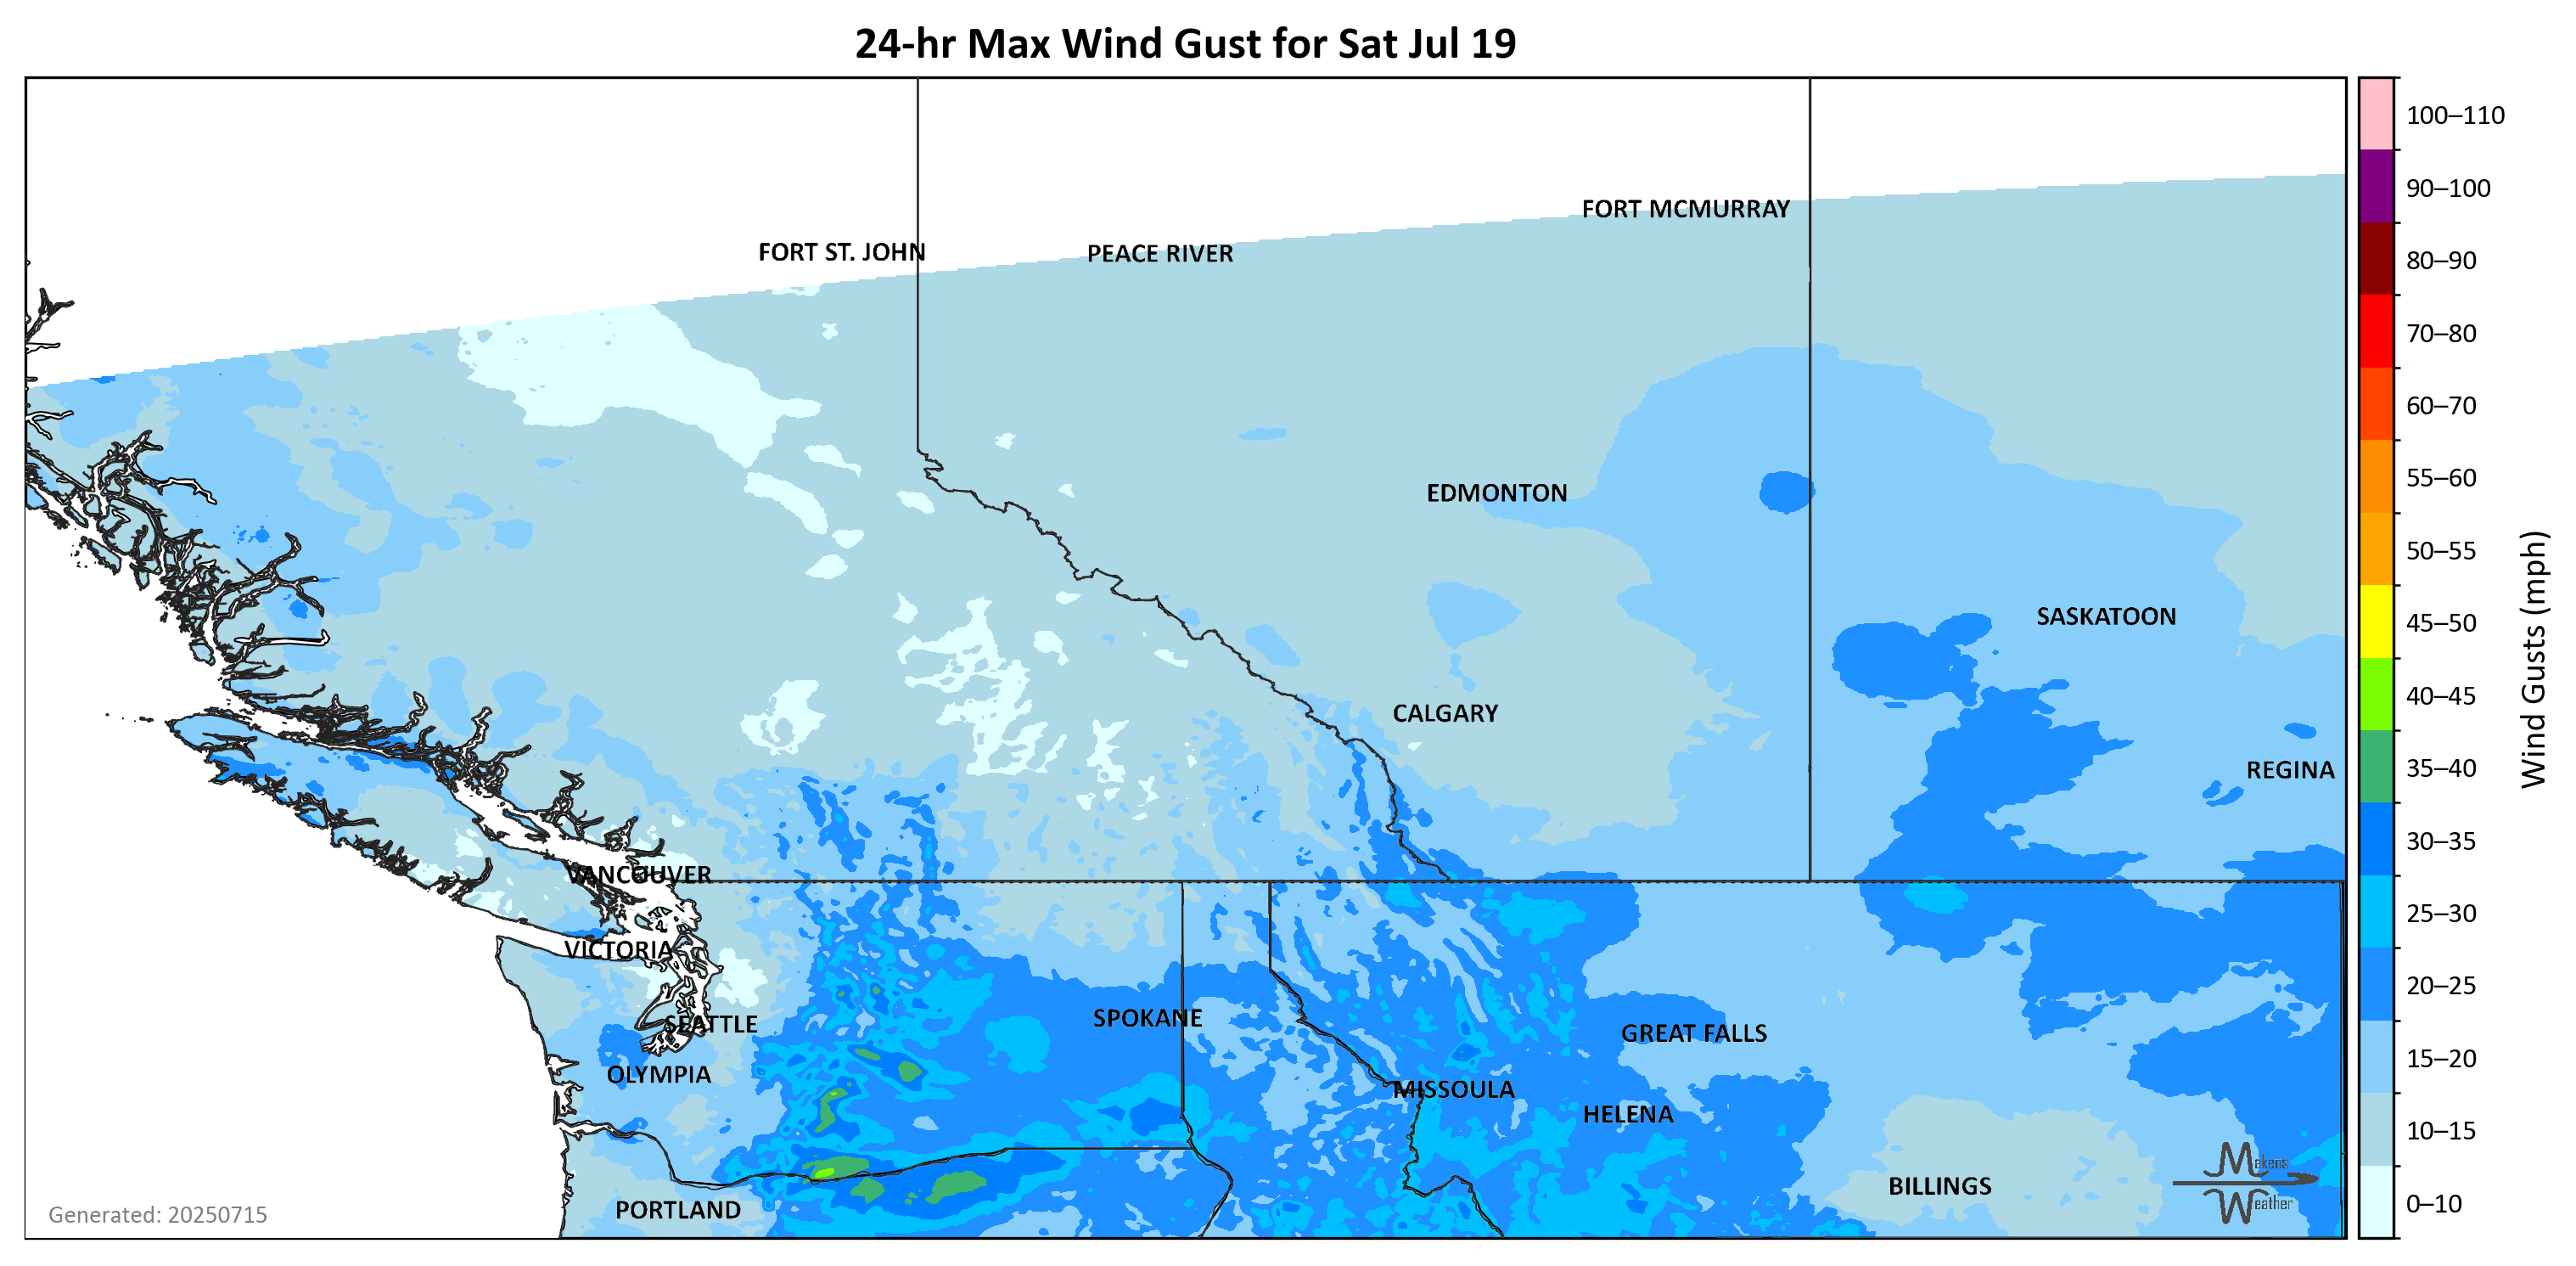 24-hr Max Wind Gust for Sat Jul 19
100–110
90–100
80–90
70–80
60–70
55–60
50–55
45–50
40–45
35–40
30–35
25–30
20–25
15–20
10–15
0–10
Wind Gusts (mph)
FORT MCMURRAY
FORT ST. JOHN
PEACE RIVER
EDMONTON
SASKATOON
CALGARY
REGINA
VANCOUVER
VICTORIA
SEATTLE
SPOKANE
GREAT FALLS
OLYMPIA
MISSOULA
HELENA
BILLINGS
PORTLAND
Makens
Weather
Generated: 20250715